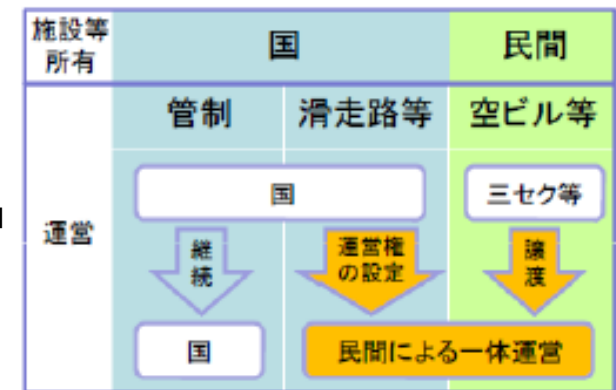 施設等
所有
国
民間
管制
滑走路等
空ビル等
運営
国
三セク等
継
続
運営権
の設定
譲
渡
国
民間による一体運営